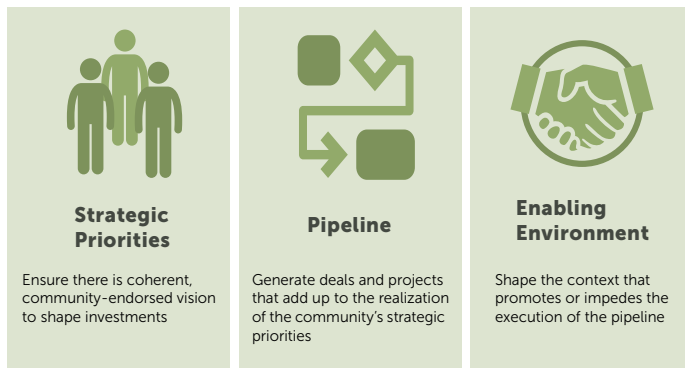 Strategic
Priorities
Ensure there is coherent,
community-endorsed vision
to shape investments
Pipeline
Generate deals and projects
that add up to the realization
of the community's strategic
priorities
Enabling
Environment
Shape the context that
promotes or impedes the
execution of the pipeline